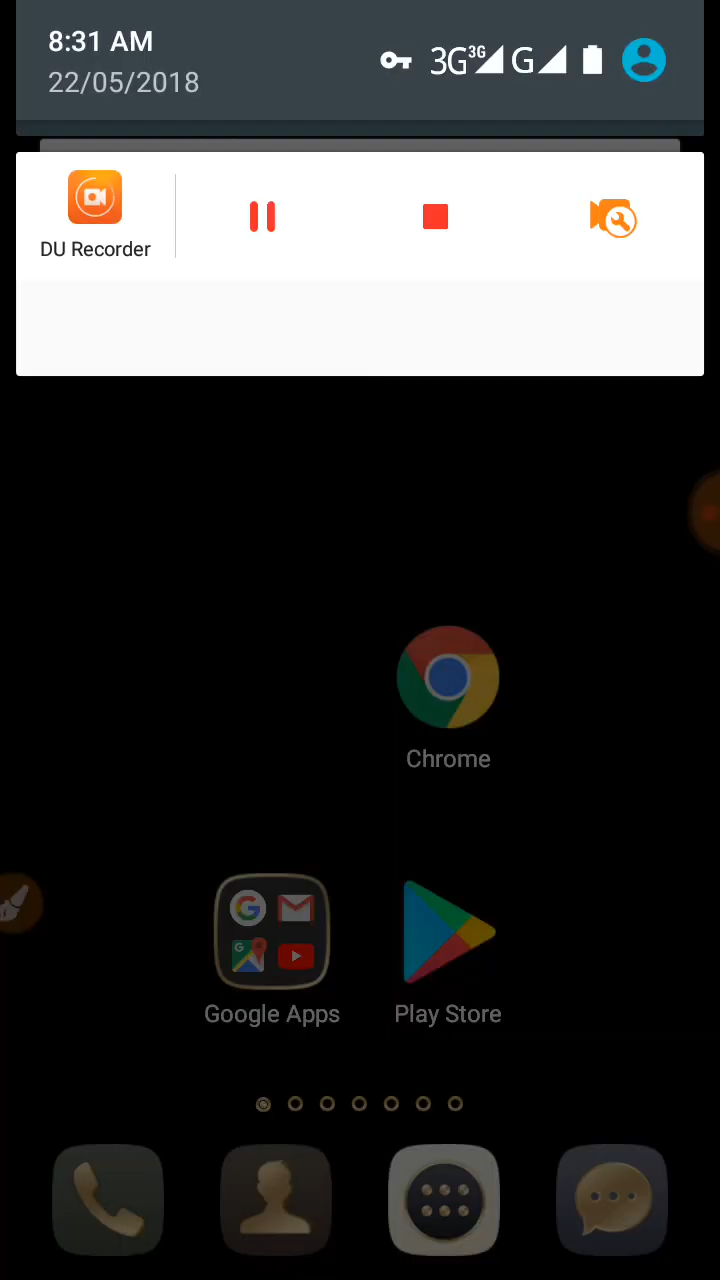 8:31 AM
22/05/2018
3G 3G G
DU Recorder
Chrome
Google Apps
Play Store